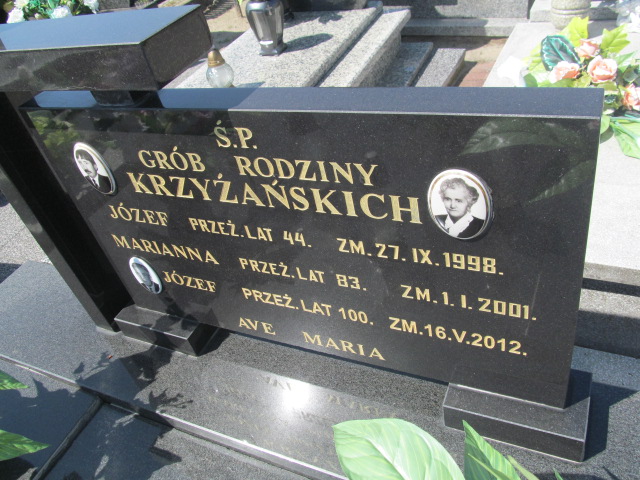 Ś.P.
GRÓB RODZINY
KRZYŻAŃSKICH
JÓZEF PRZEŻ. LAT 44. ZM. 27. IX. 1998.
MARIANNA PRZEŻ. LAT 83. ZM. 1. I. 2001.
JÓZEF PRZEŻ. LAT 100. ZM. 16. V. 2012.
AVE MARIA